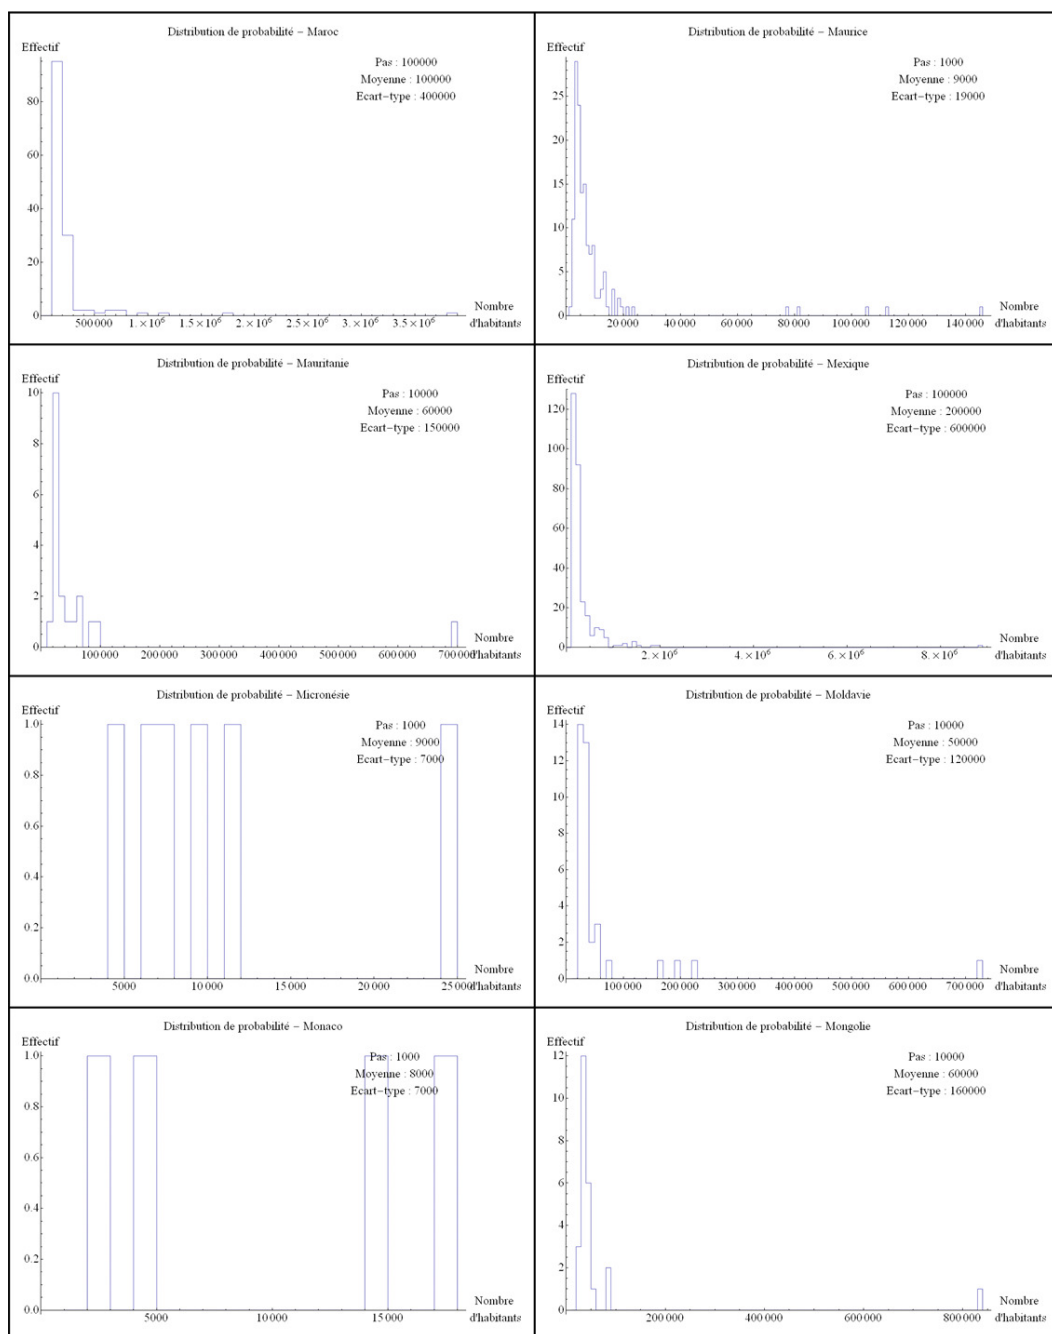 Distribution de probabilité − Maroc
Effectif
Pas : 100000
Moyenne : 100000
Ecart−type : 400000
80
60
40
20
0
500000 1.×10⁶ 1.5×10⁶ 2.×10⁶ 2.5×10⁶ 3.×10⁶ 3.5×10⁶
Nombre
d'habitants
Distribution de probabilité − Maurice
Effectif
Pas : 1000
Moyenne : 9000
Ecart−type : 19000
25
20
15
10
5
0
20000 40000 60000 80000 100000 120000 140000
Nombre
d'habitants
Distribution de probabilité − Mauritanie
Effectif
Pas : 10000
Moyenne : 60000
Ecart−type : 150000
10
8
6
4
2
0
100000 200000 300000 400000 500000 600000 700000
Nombre
d'habitants
Distribution de probabilité − Mexique
Effectif
Pas : 100000
Moyenne : 200000
Ecart−type : 600000
120
100
80
60
40
20
0
2.×10⁶ 4.×10⁶ 6.×10⁶ 8.×10⁶
Nombre
d'habitants
Distribution de probabilité − Micronésie
Effectif
Pas : 1000
Moyenne : 9000
Ecart−type : 7000
1.0
0.8
0.6
0.4
0.2
0.0
5000 10000 15000 20000 25000
Nombre
d'habitants
Distribution de probabilité − Moldavie
Effectif
Pas : 10000
Moyenne : 50000
Ecart−type : 120000
14
12
10
8
6
4
2
0
100000 200000 300000 400000 500000 600000 700000
Nombre
d'habitants
Distribution de probabilité − Monaco
Effectif
Pas : 1000
Moyenne : 8000
Ecart−type : 7000
1.0
0.8
0.6
0.4
0.2
0.0
5000 10000 15000
Nombre
d'habitants
Distribution de probabilité − Mongolie
Effectif
Pas : 10000
Moyenne : 60000
Ecart−type : 160000
12
10
8
6
4
2
0
200000 400000 600000 800000
Nombre
d'habitants